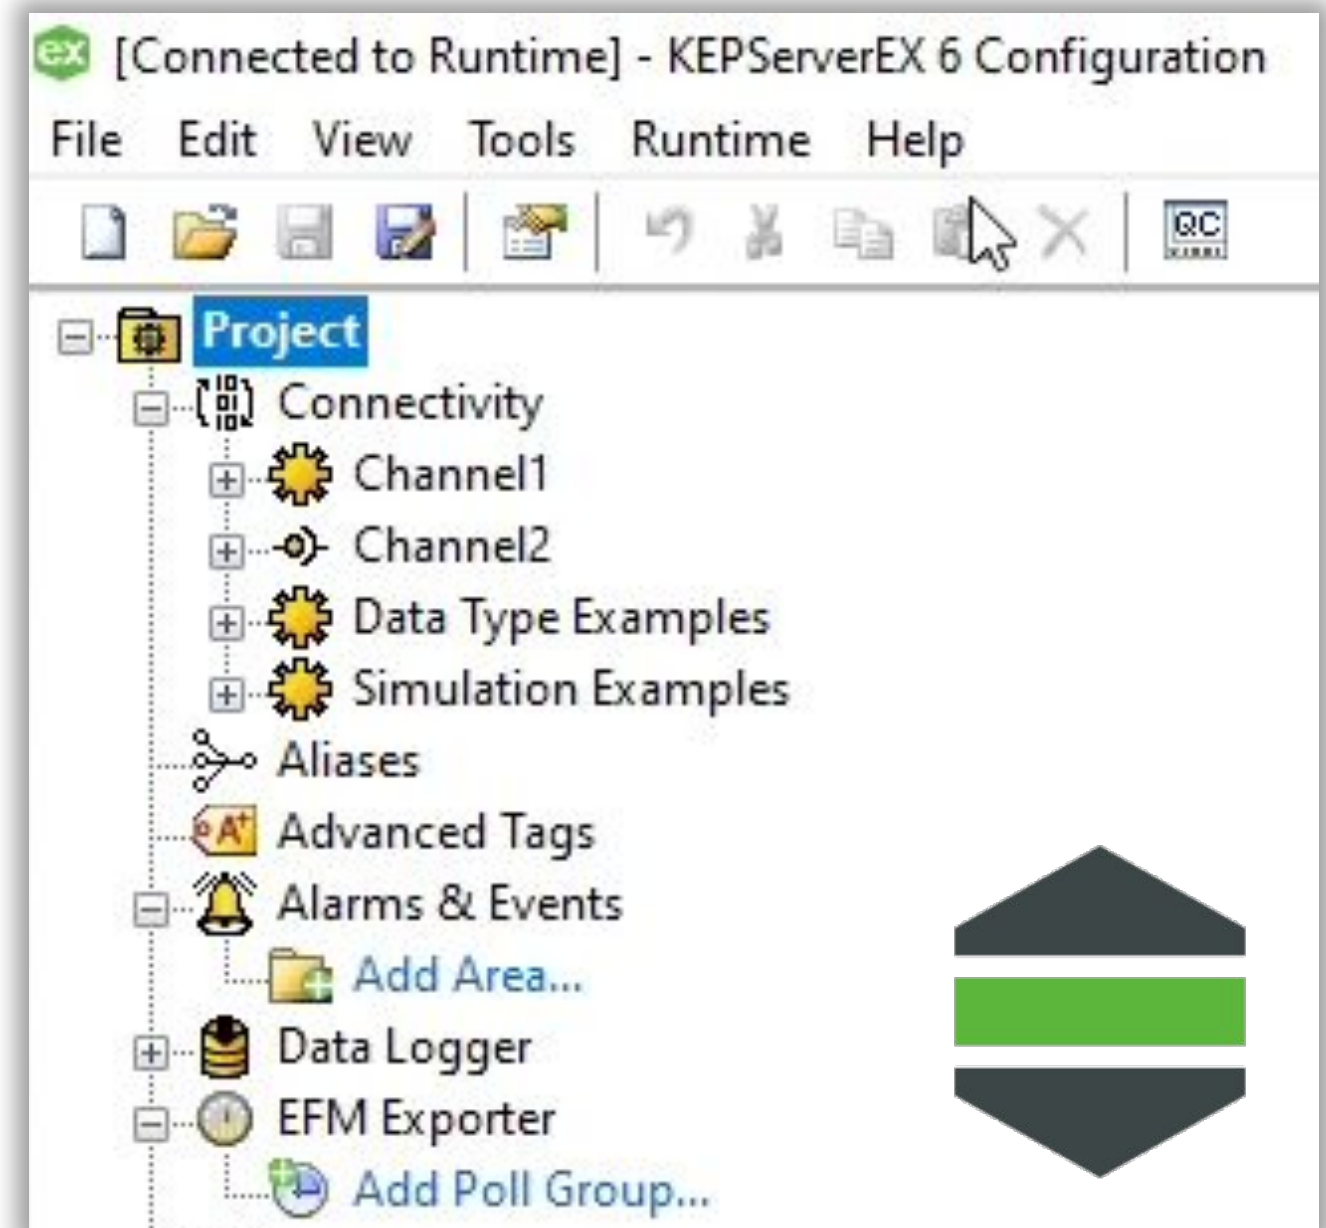 ex [Connected to Runtime] - KEPServerEX 6 Configuration
File Edit View Tools Runtime Help
QC
Project
Connectivity
Channel1
Channel2
Data Type Examples
Simulation Examples
Aliases
A+ Advanced Tags
Alarms & Events
Add Area...
Data Logger
EFM Exporter
Add Poll Group...